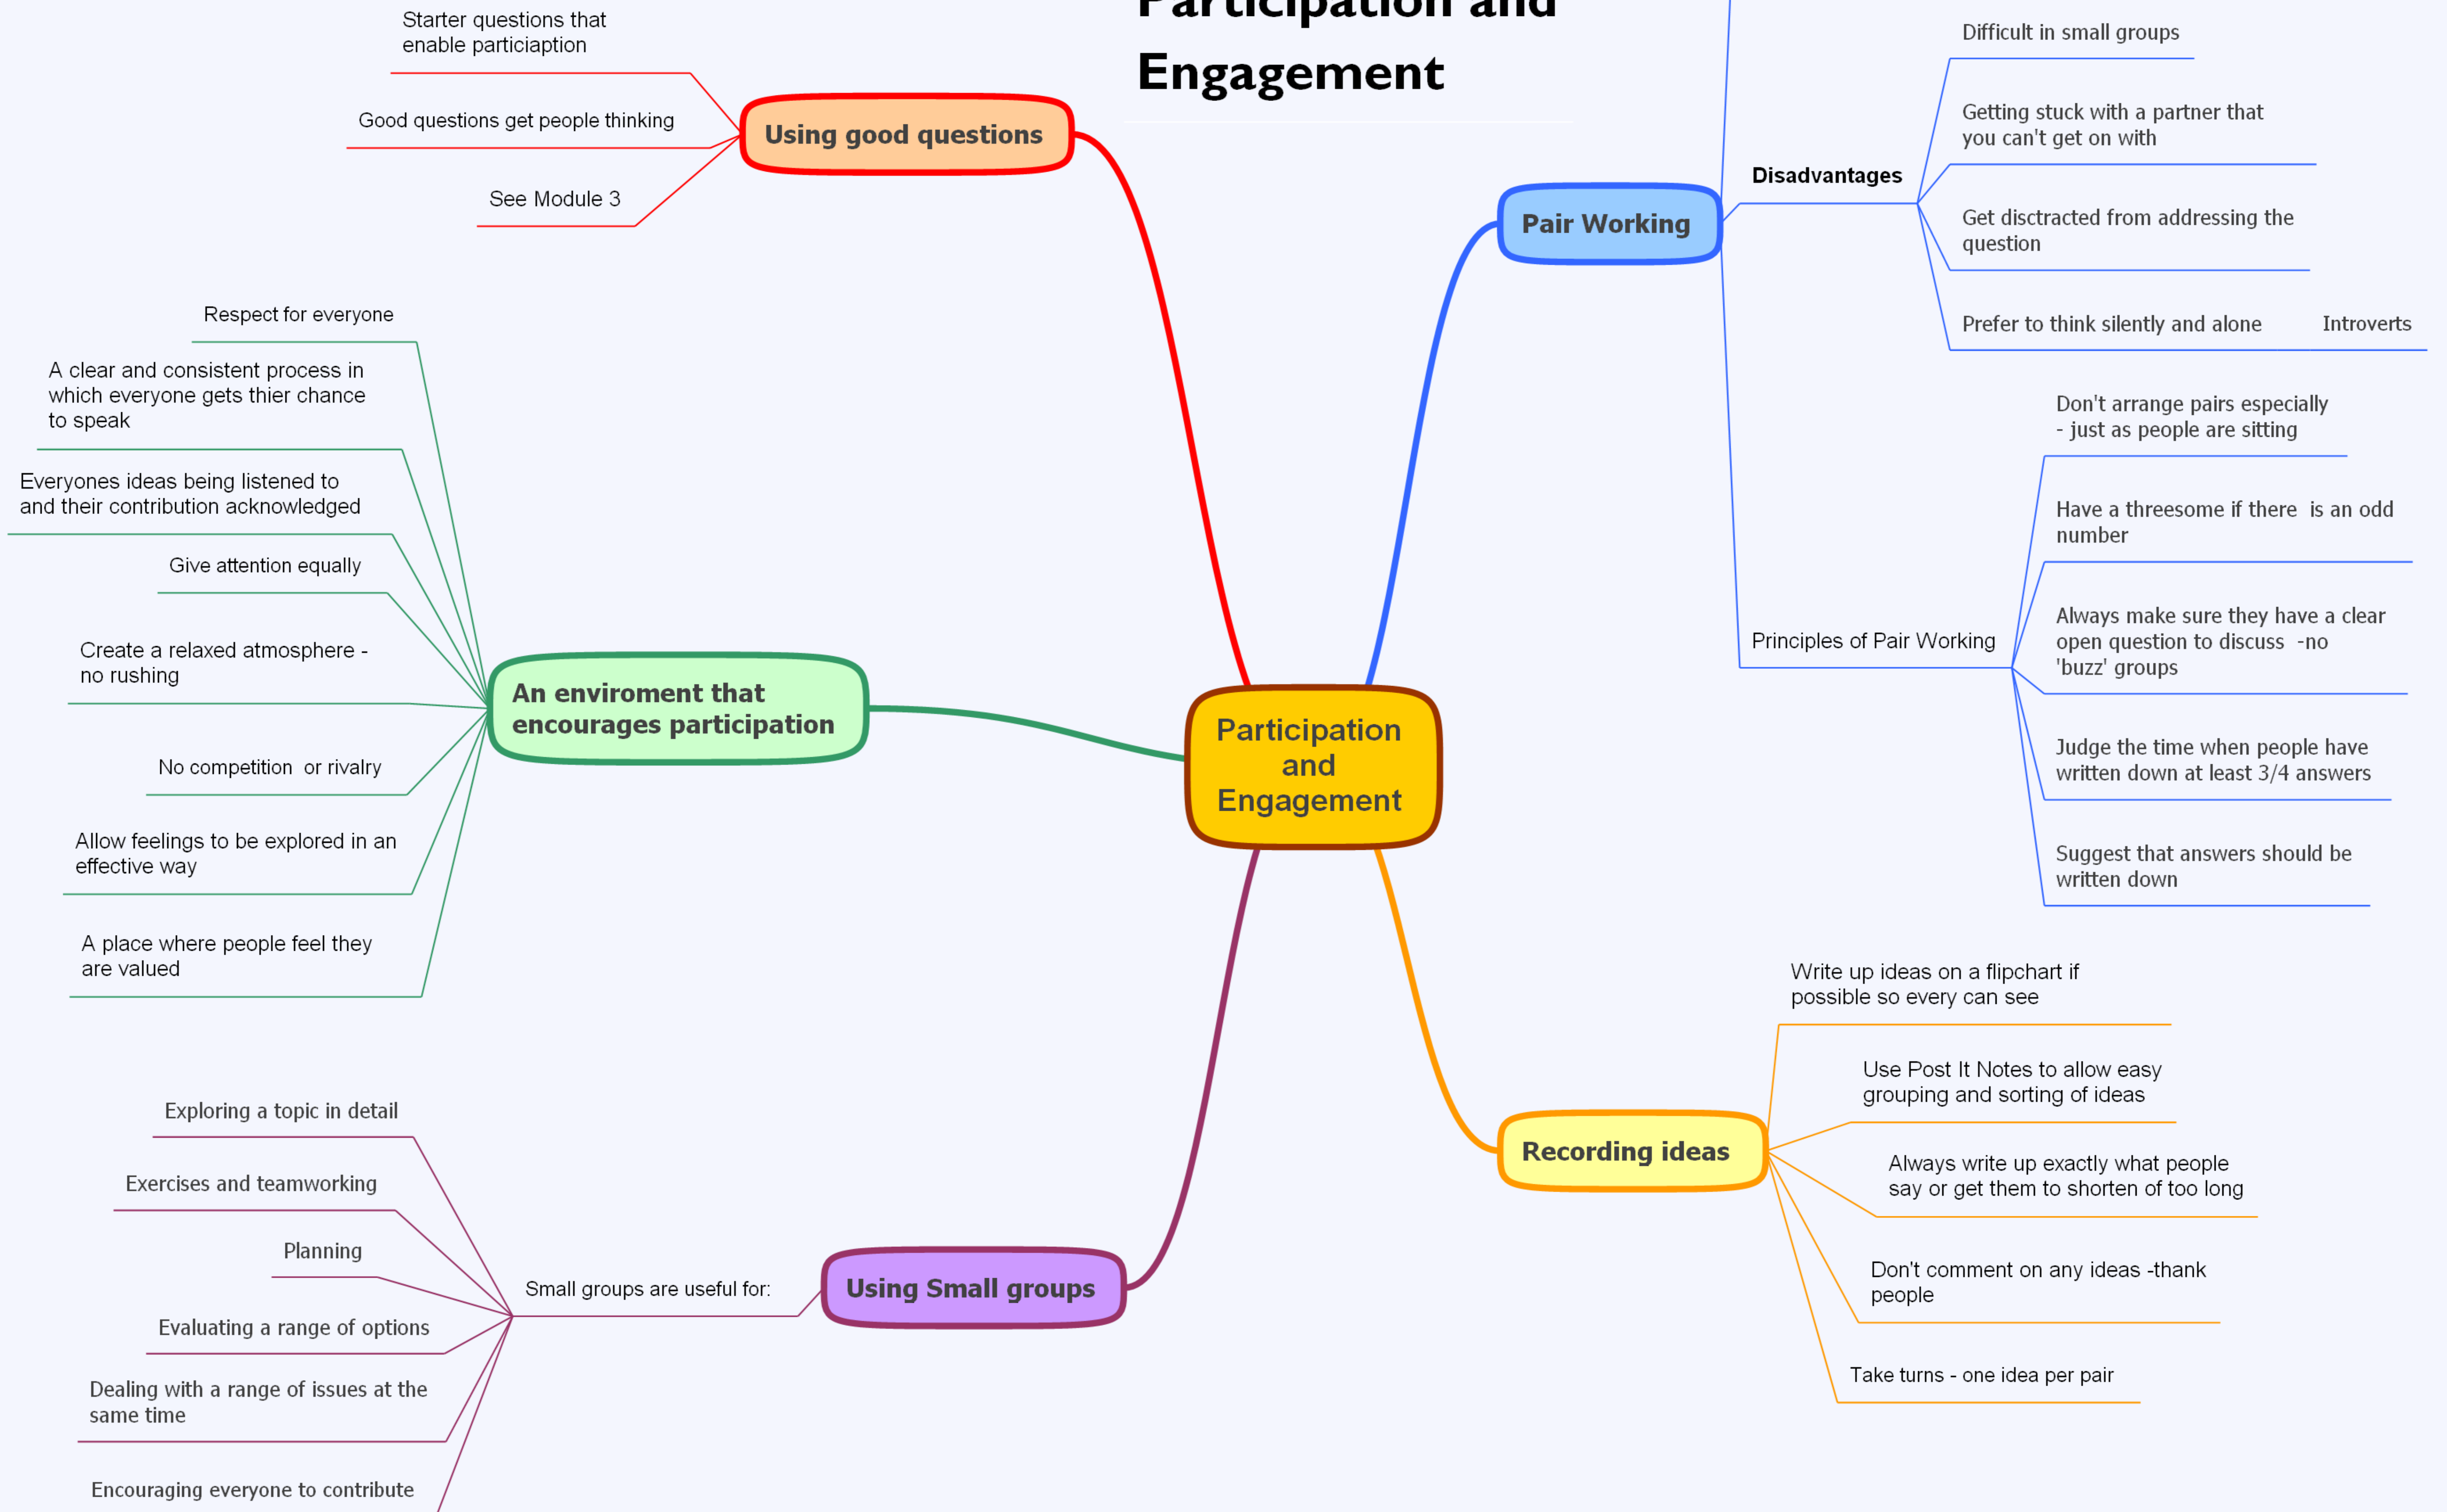 Participation and
Engagement
Starter questions that
enable particiaption
Good questions get people thinking
See Module 3
Using good questions
Respect for everyone
A clear and consistent process in
which everyone gets thier chance
to speak
Everyones ideas being listened to
and their contribution acknowledged
Give attention equally
Create a relaxed atmosphere -
no rushing
No competition  or rivalry
Allow feelings to be explored in an
effective way
A place where people feel they
are valued
An enviroment that
encourages participation
Exploring a topic in detail
Exercises and teamworking
Planning
Evaluating a range of options
Dealing with a range of issues at the
same time
Encouraging everyone to contribute
Small groups are useful for:
Using Small groups
Participation
and
Engagement
Pair Working
Disadvantages
Difficult in small groups
Getting stuck with a partner that
you can't get on with
Get disctracted from addressing the
question
Prefer to think silently and alone
Introverts
Principles of Pair Working
Don't arrange pairs especially
- just as people are sitting
Have a threesome if there  is an odd
number
Always make sure they have a clear
open question to discuss  -no
'buzz' groups
Judge the time when people have
written down at least 3/4 answers
Suggest that answers should be
written down
Recording ideas
Write up ideas on a flipchart if
possible so every can see
Use Post It Notes to allow easy
grouping and sorting of ideas
Always write up exactly what people
say or get them to shorten of too long
Don't comment on any ideas -thank
people
Take turns - one idea per pair